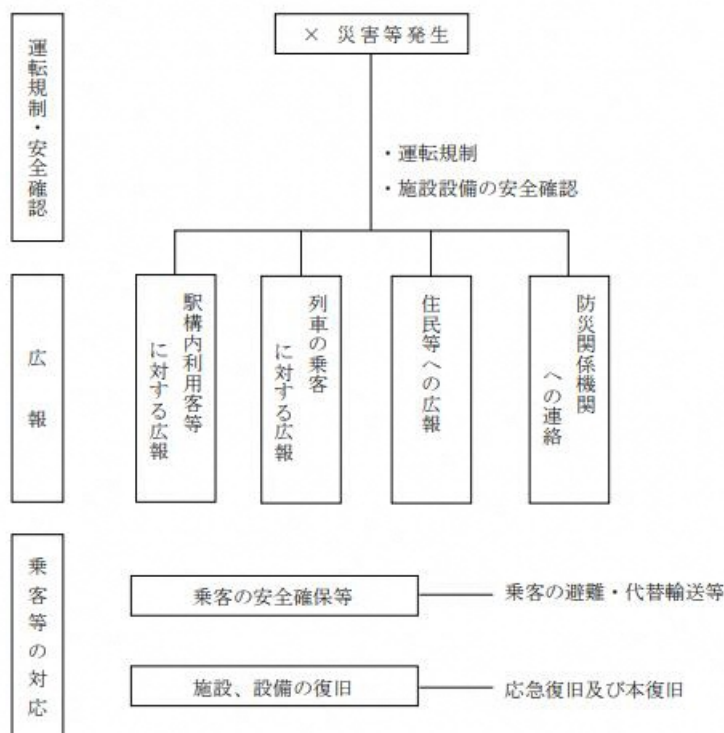 運転規制・安全確認
× 災害等発生
・運転規制
・施設設備の安全確認
広報
駅構内利用客等
に対する広報
列車の乗客
に対する広報
住民等への広報
防災関係機関
への連絡
乗客等の対応
乗客の安全確保等
乗客の避難・代替輸送等
施設、設備の復旧
応急復旧及び本復旧